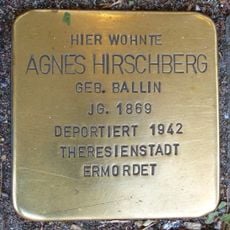 HIER WOHNTE
AGNES HIRSCHBERG
GEB. BALLIN
JG. 1869
DEPORTIERT 1942
THERESIENSTADT
ERMORDET